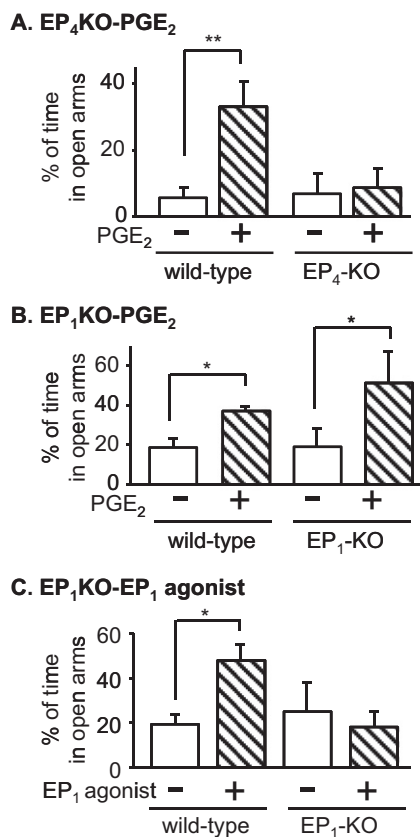 A. EP₄KO-PGE₂
**
% of time
in open arms
40
20
0
PGE₂ − + − +
wild-type EP₄-KO
B. EP₁KO-PGE₂
*
*
% of time
in open arms
60
40
20
0
PGE₂ − + − +
wild-type EP₁-KO
C. EP₁KO-EP₁ agonist
*
% of time
in open arms
60
40
20
0
EP₁ agonist − + − +
wild-type EP₁-KO